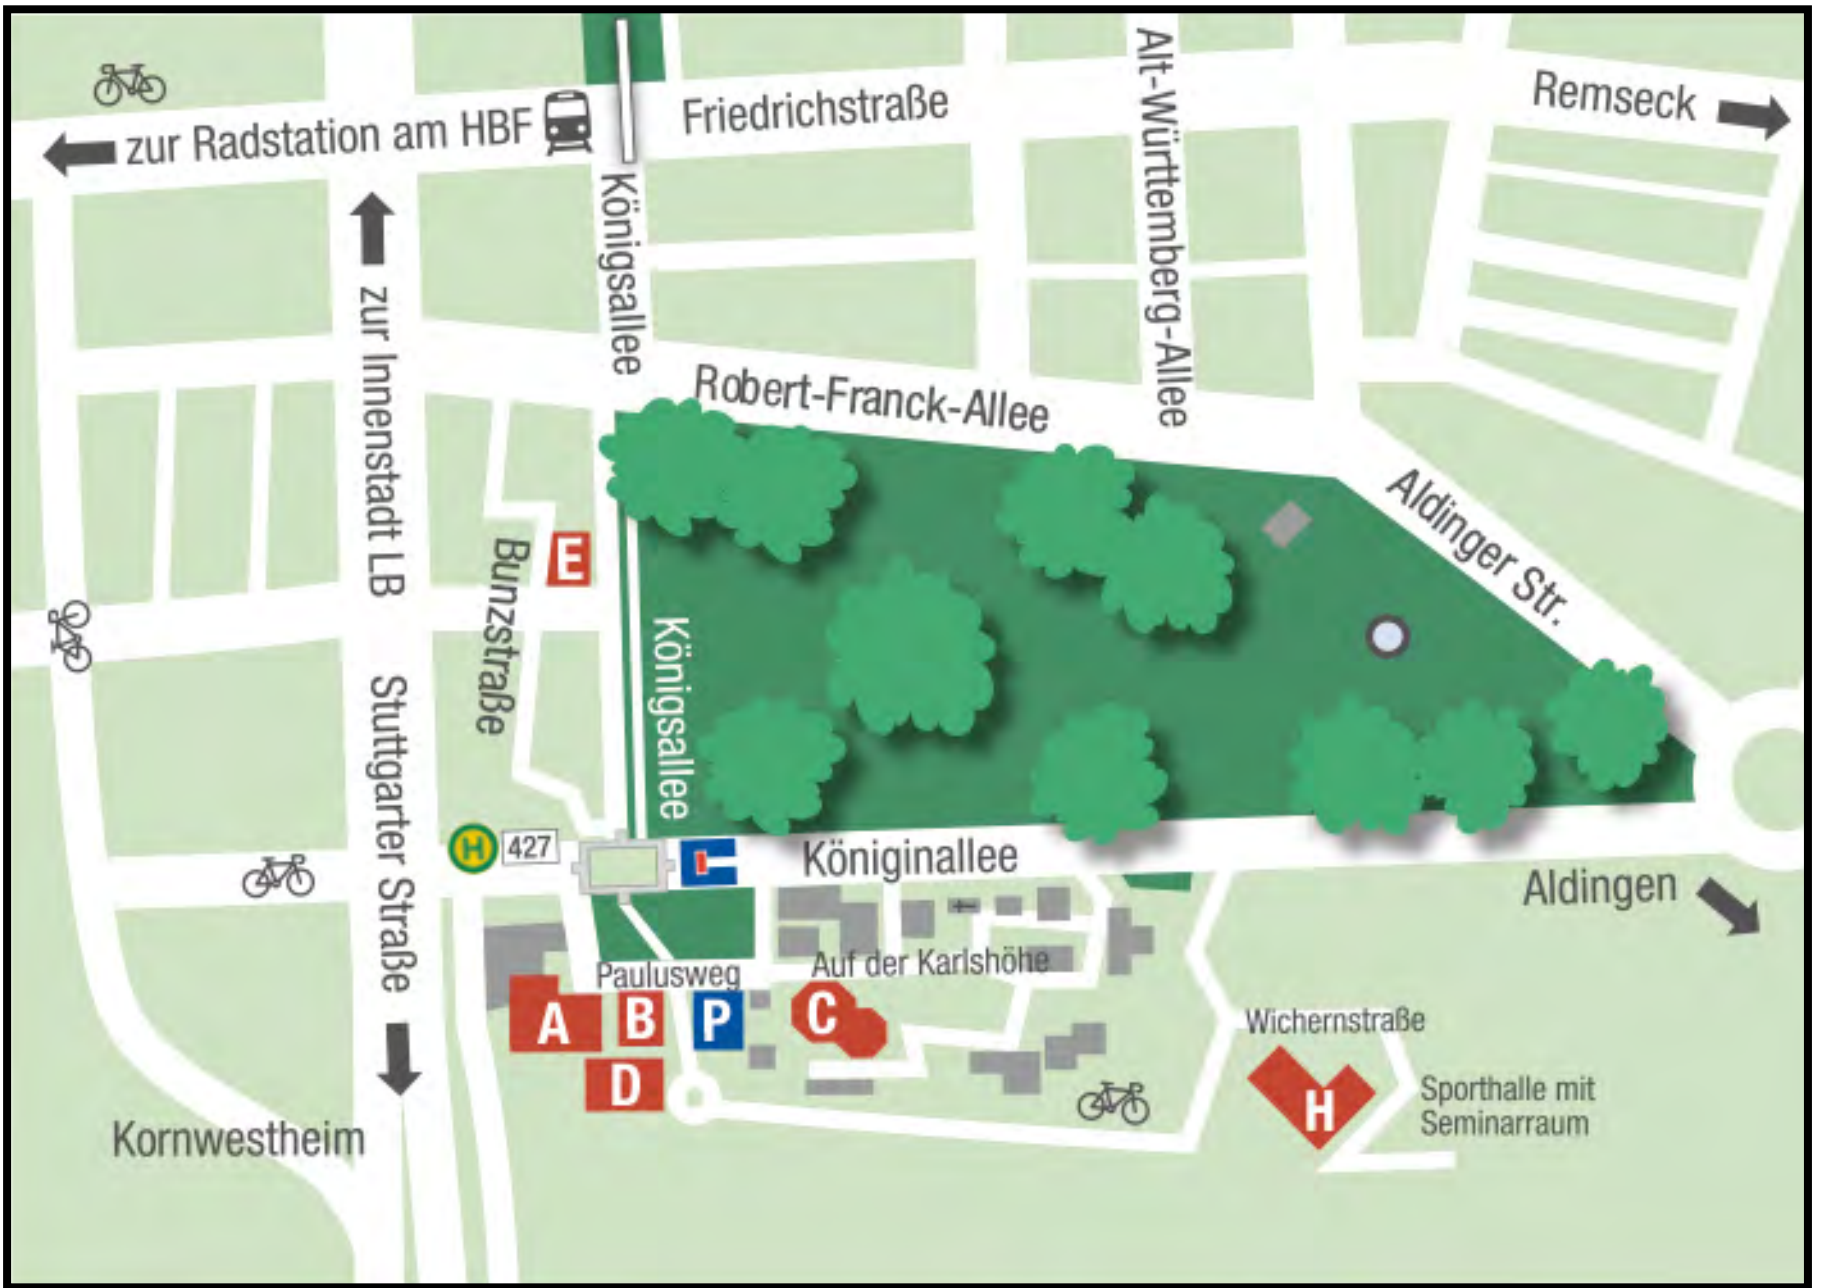 zur Radstation am HBF
Friedrichstraße
Alt-Württemberg-Allee
Remseck
Königsallee
zur Innenstadt LB
Robert-Franck-Allee
Aldinger Str.
Bunzstraße
E
Königsallee
Stuttgarter Straße
H
427
Königinallee
Aldingen
Paulusweg
Auf der Karlshöhe
A
B
P
C
D
Wichernstraße
H
Sporthalle mit
Seminarraum
Kornwestheim